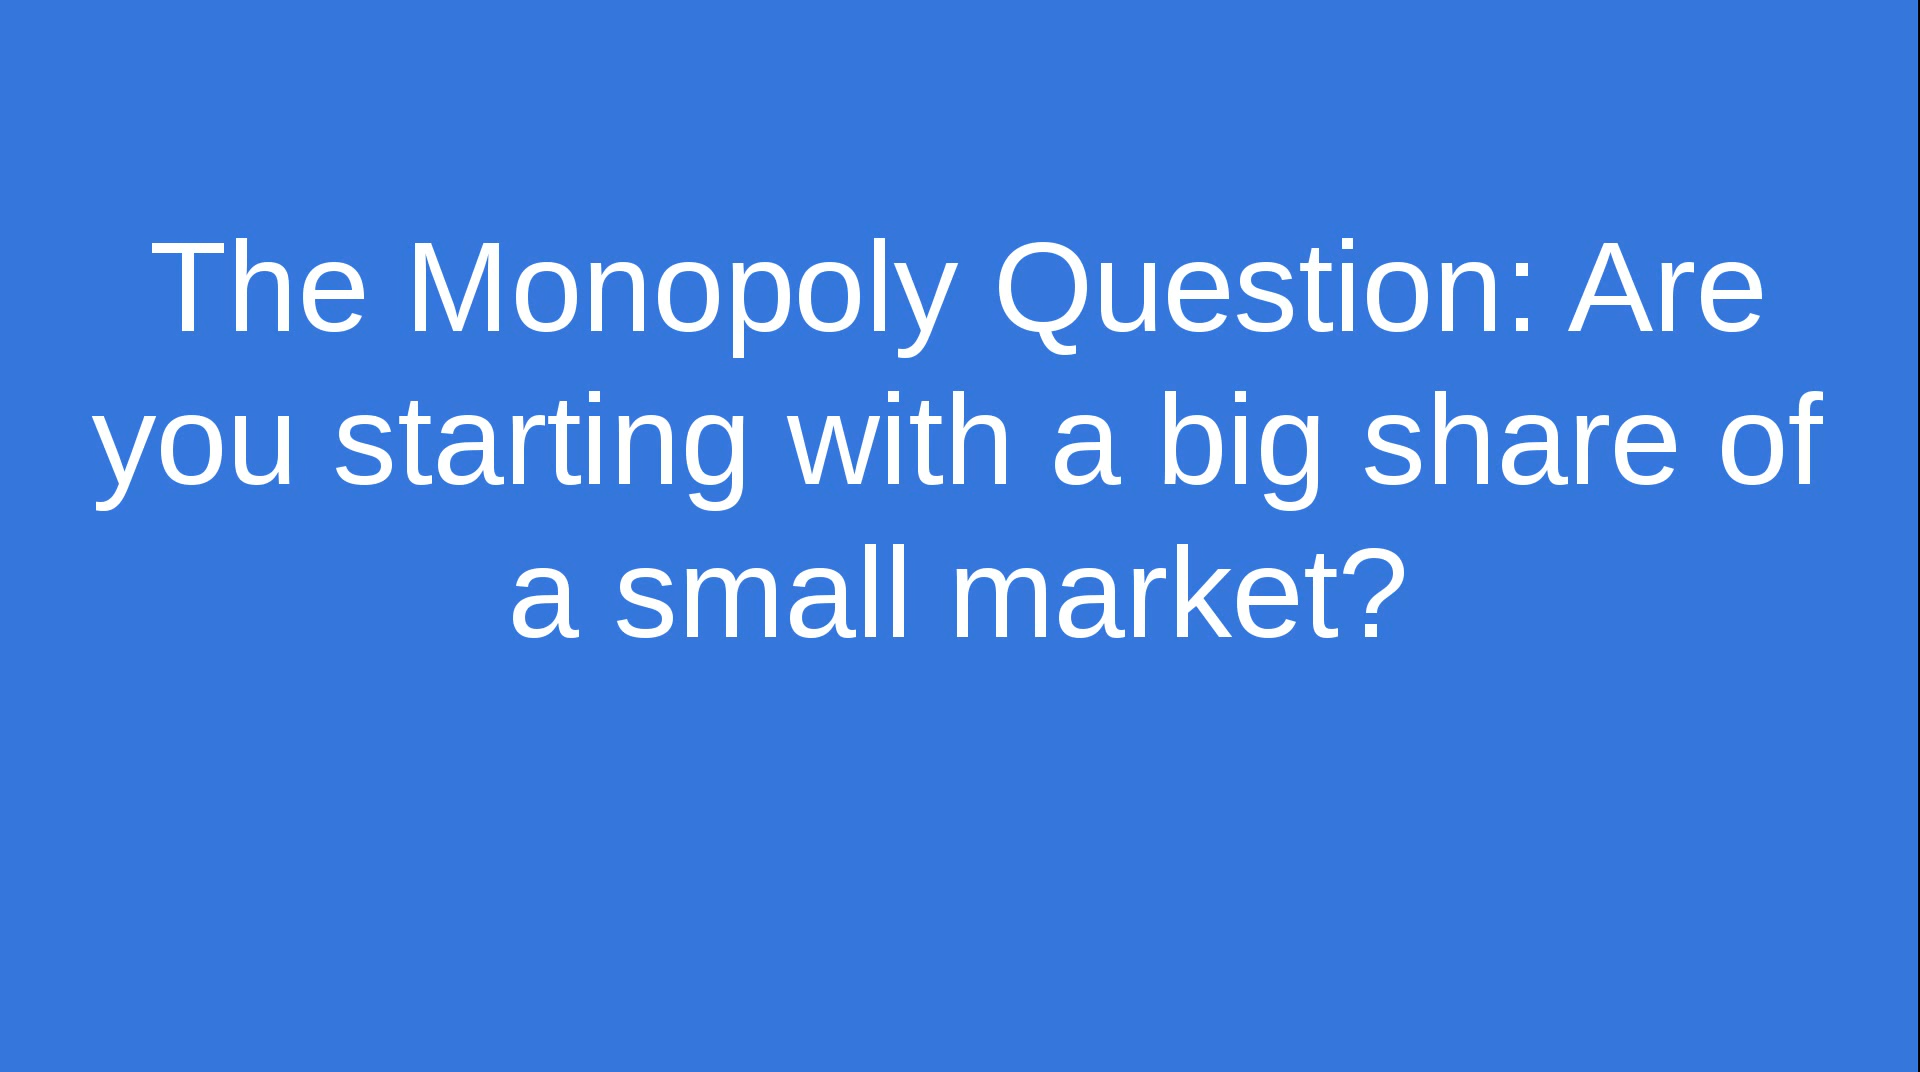 The Monopoly Question: Are
you starting with a big share of
a small market?